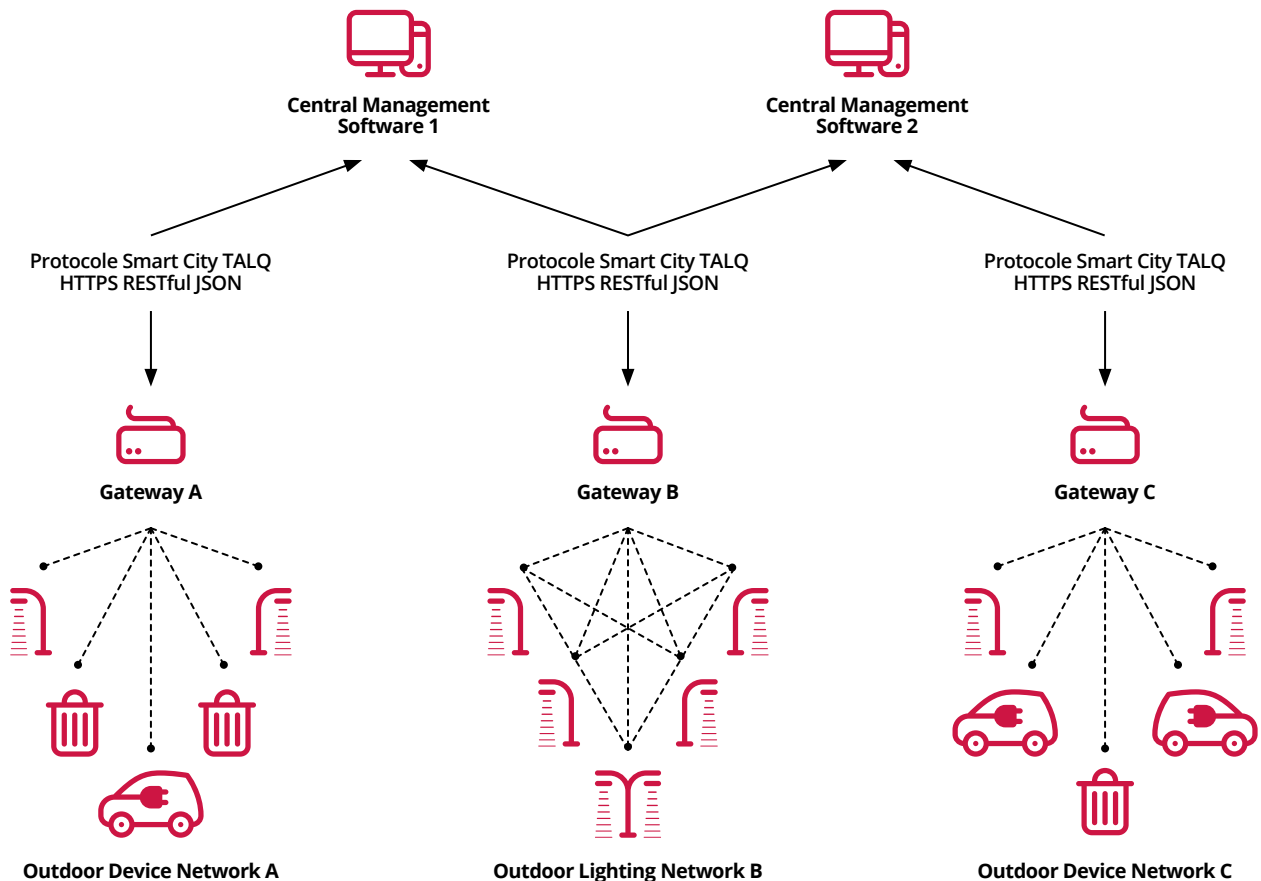 Central Management
Software 1
Central Management
Software 2
Protocole Smart City TALQ
HTTPS RESTful JSON
Protocole Smart City TALQ
HTTPS RESTful JSON
Protocole Smart City TALQ
HTTPS RESTful JSON
Gateway A
Gateway B
Gateway C
Outdoor Device Network A
Outdoor Lighting Network B
Outdoor Device Network C